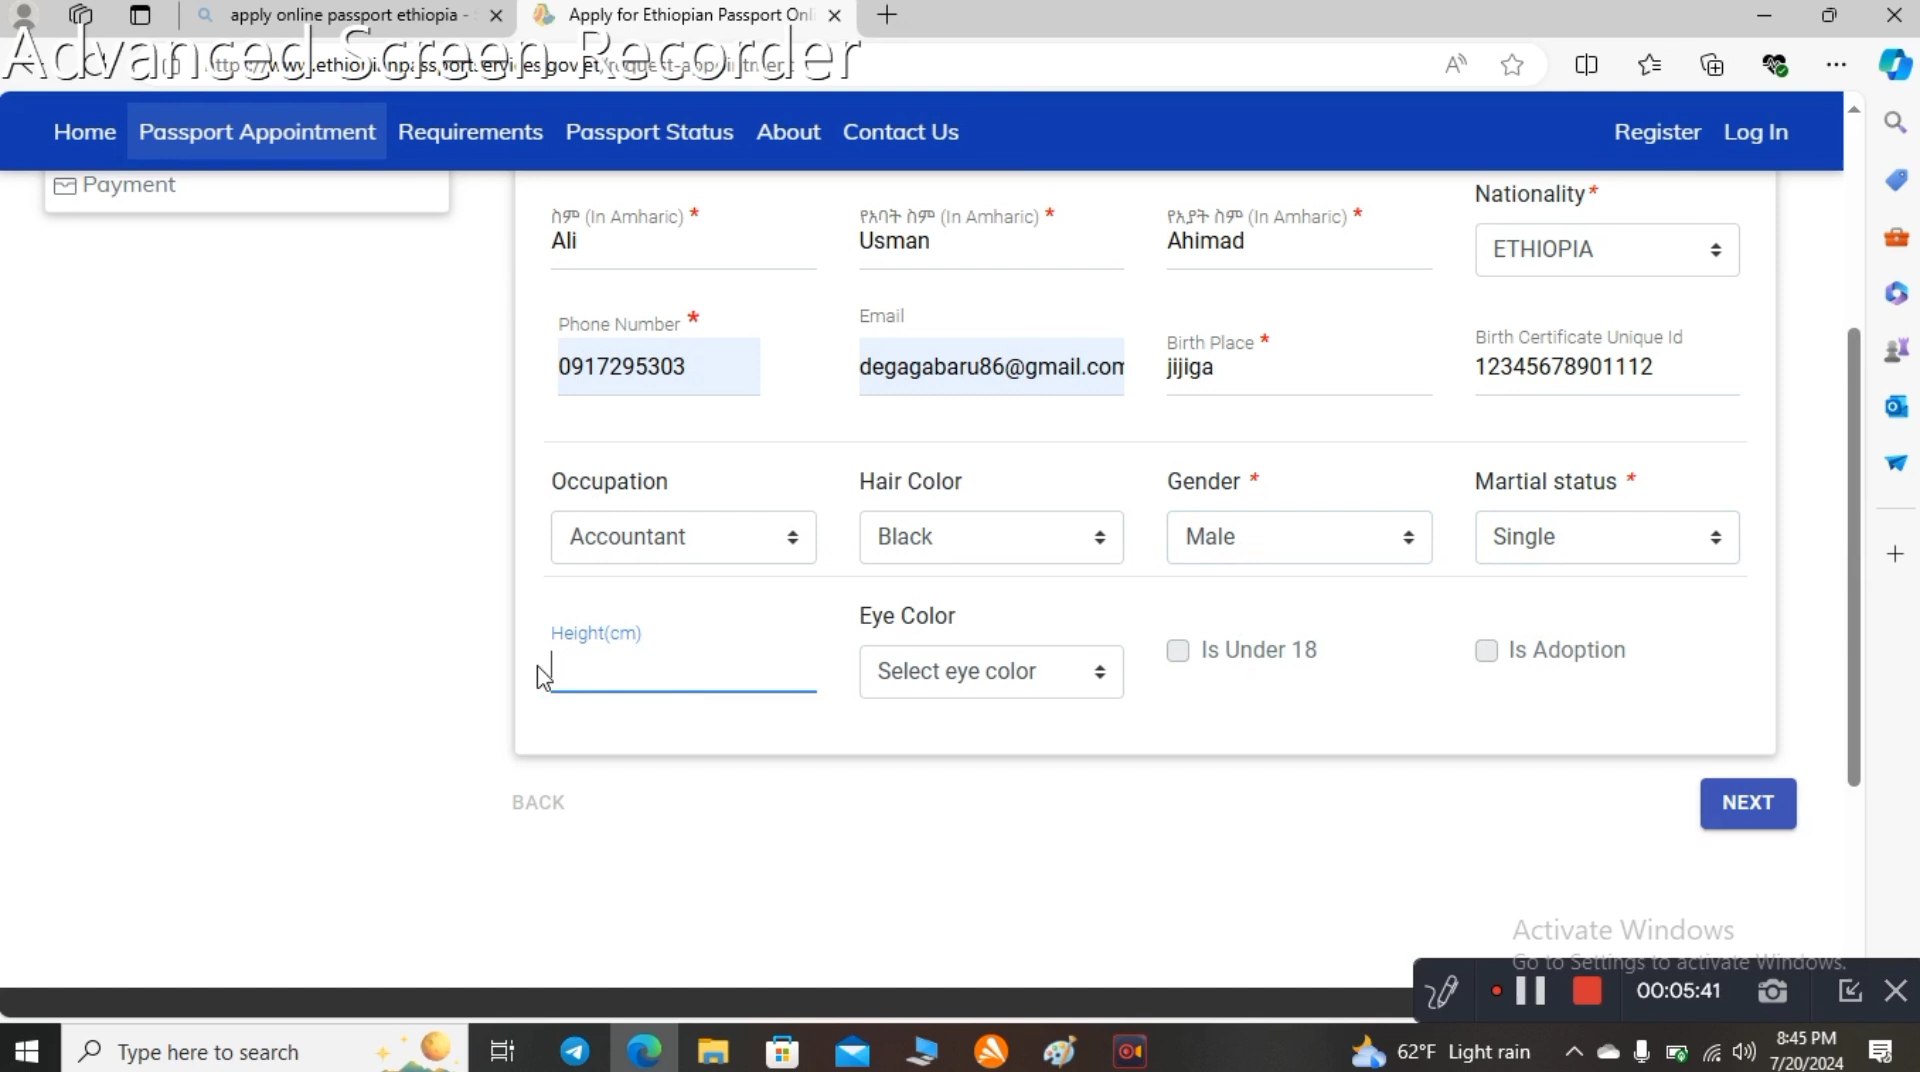 apply online passport ethiopia -
Apply for Ethiopian Passport Onli
Advanced Screen Recorder
Home Passport Appointment Requirements Passport Status About Contact Us Register Log In
Payment
ስም (In Amharic) * የአባት ስም (In Amharic) * የአያት ስም (In Amharic) * Nationality *
Ali Usman Ahimad ETHIOPIA
Phone Number * Email Birth Place * Birth Certificate Unique Id
0917295303 degagabaru86@gmail.com jijiga 12345678901112
Occupation Hair Color Gender * Martial status *
Accountant Black Male Single
Height(cm) Eye Color
Select eye color Is Under 18 Is Adoption
BACK NEXT
Activate Windows
Go to Settings to activate Windows.
00:05:41
Type here to search 62°F Light rain 8:45 PM
7/20/2024